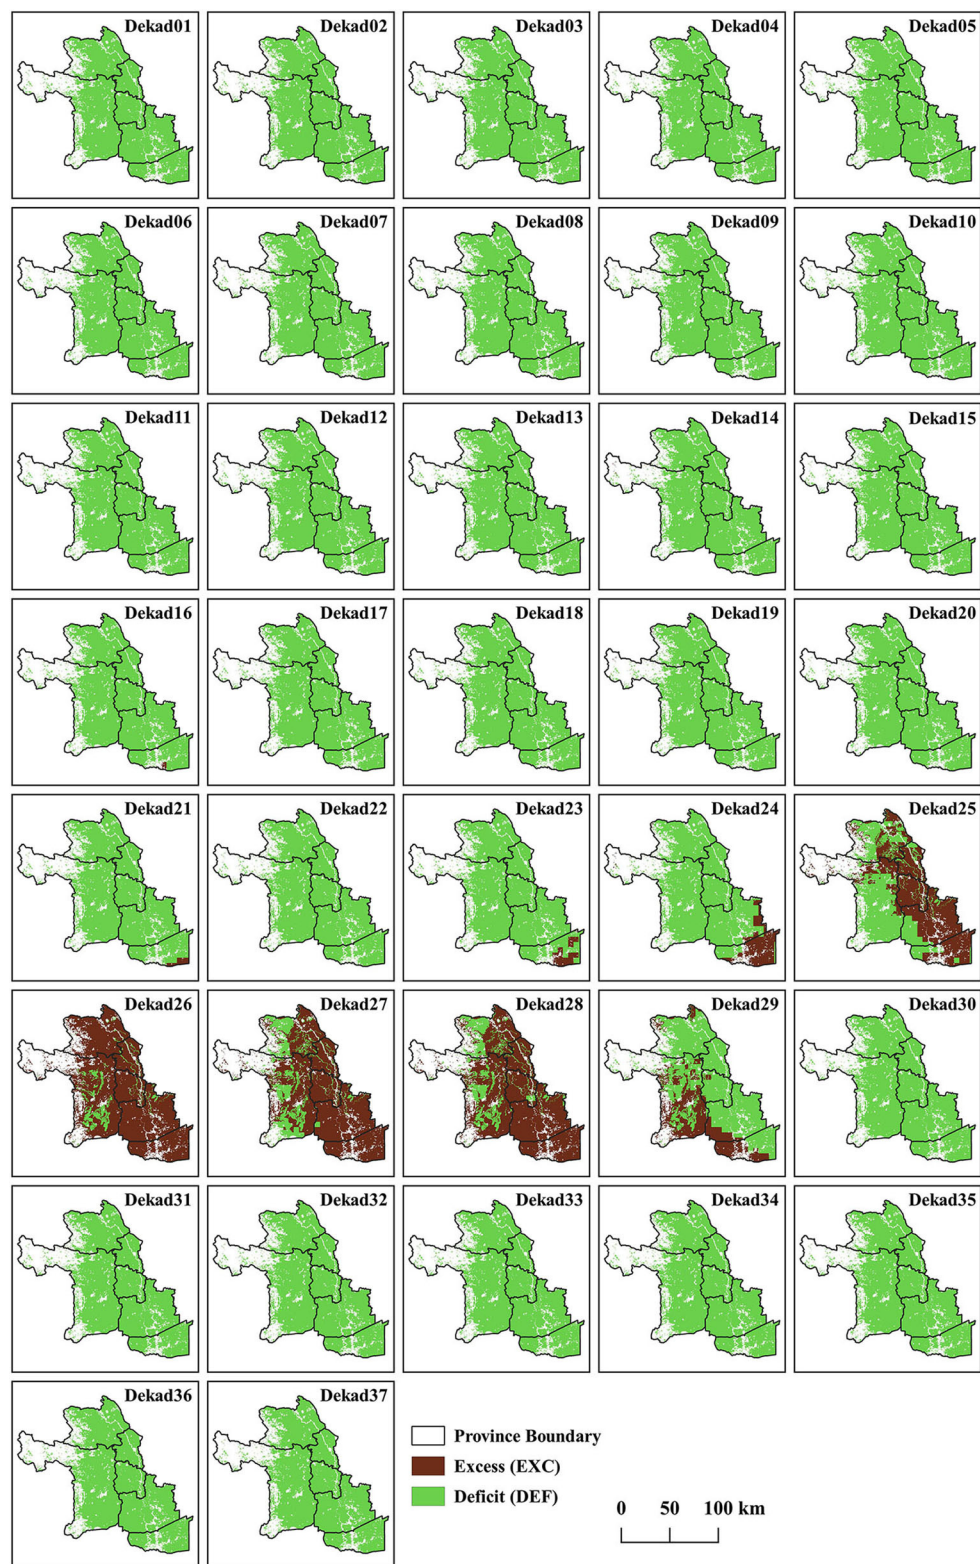 Dekad01
Dekad02
Dekad03
Dekad04
Dekad05
Dekad06
Dekad07
Dekad08
Dekad09
Dekad10
Dekad11
Dekad12
Dekad13
Dekad14
Dekad15
Dekad16
Dekad17
Dekad18
Dekad19
Dekad20
Dekad21
Dekad22
Dekad23
Dekad24
Dekad25
Dekad26
Dekad27
Dekad28
Dekad29
Dekad30
Dekad31
Dekad32
Dekad33
Dekad34
Dekad35
Dekad36
Dekad37
Province Boundary
Excess (EXC)
Deficit (DEF)
0 50 100 km